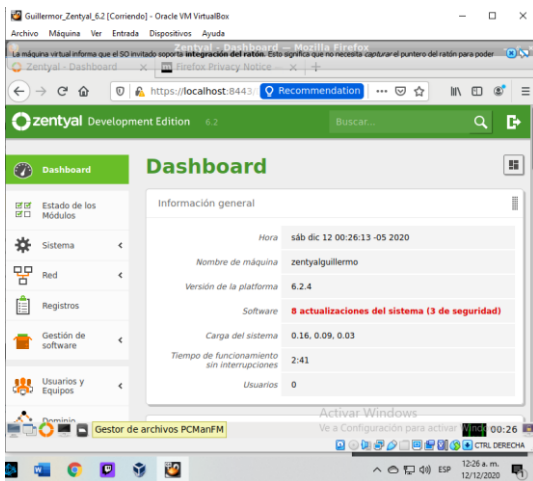 Guillermor_Zentyal_6.2 [Corriendo] - Oracle VM VirtualBox
Archivo Máquina Ver Entrada Dispositivos Ayuda
Zentyal - Dashboard — Mozilla Firefox
La máquina virtual informa que el SO invitado soporta integración del ratón. Esto significa que no necesita capturar el puntero del ratón para poder
Zentyal - Dashboard Firefox Privacy Notice —
https://localhost:8443/ Recommendation
zentyal Development Edition 6.2 Buscar...
Dashboard
Estado de los
Módulos
Sistema
Red
Registros
Gestión de
software
Usuarios y
Equipos
Dominio
Dashboard
Información general
Hora sáb dic 12 00:26:13 -05 2020
Nombre de máquina zentyalguillermo
Versión de la platforma 6.2.4
Software 8 actualizaciones del sistema (3 de seguridad)
Carga del sistema 0.16, 0.09, 0.03
Tiempo de funcionamiento
sin interrupciones 2:41
Usuarios 0
Activar Windows
Ve a Configuración para activar
Gestor de archivos PCManFM
00:26
CTRL DERECHA
ESP
12:26 a. m.
12/12/2020